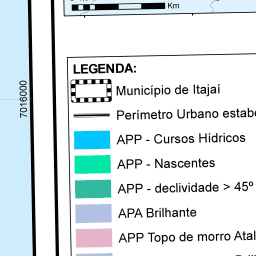 Km
7016000
LEGENDA:
Município de Itajaí
Perímetro Urbano estabe
APP - Cursos Hídricos
APP - Nascentes
APP - declividade > 45º
APA Brilhante
APP Topo de morro Atal